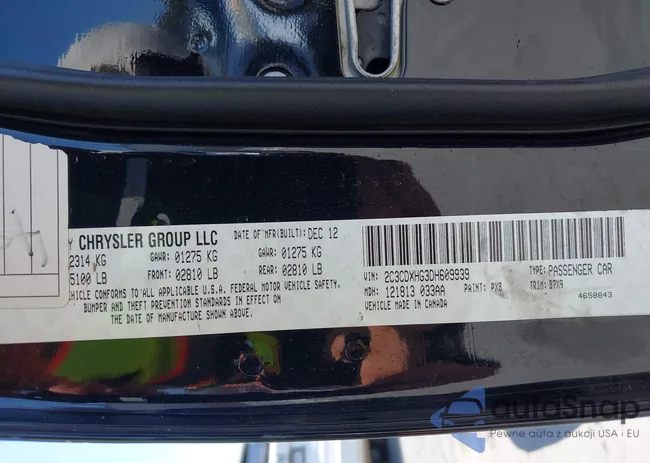 Y CHRYSLER GROUP LLC DATE OF MFR(BUILT): DEC 12
2314 KG GAWR: 01275 KG GAWR: 01275 KG
5100 LB FRONT: 02810 LB REAR: 02810 LB
EHICLE CONFORMS TO ALL APPLICABLE U.S.A. FEDERAL MOTOR VEHICLE SAFETY,
BUMPER AND THEFT PREVENTION STANDARDS IN EFFECT ON
THE DATE OF MANUFACTURE SHOWN ABOVE.
VIN: 2C3CDXHG3DH609939 TYPE: PASSENGER CAR
MDH: 121813 033AA PAINT: PX8 TRIM: B7X9
VEHICLE MADE IN CANADA 4658843
autoSnap
Pewne auta z aukcji USA i EU